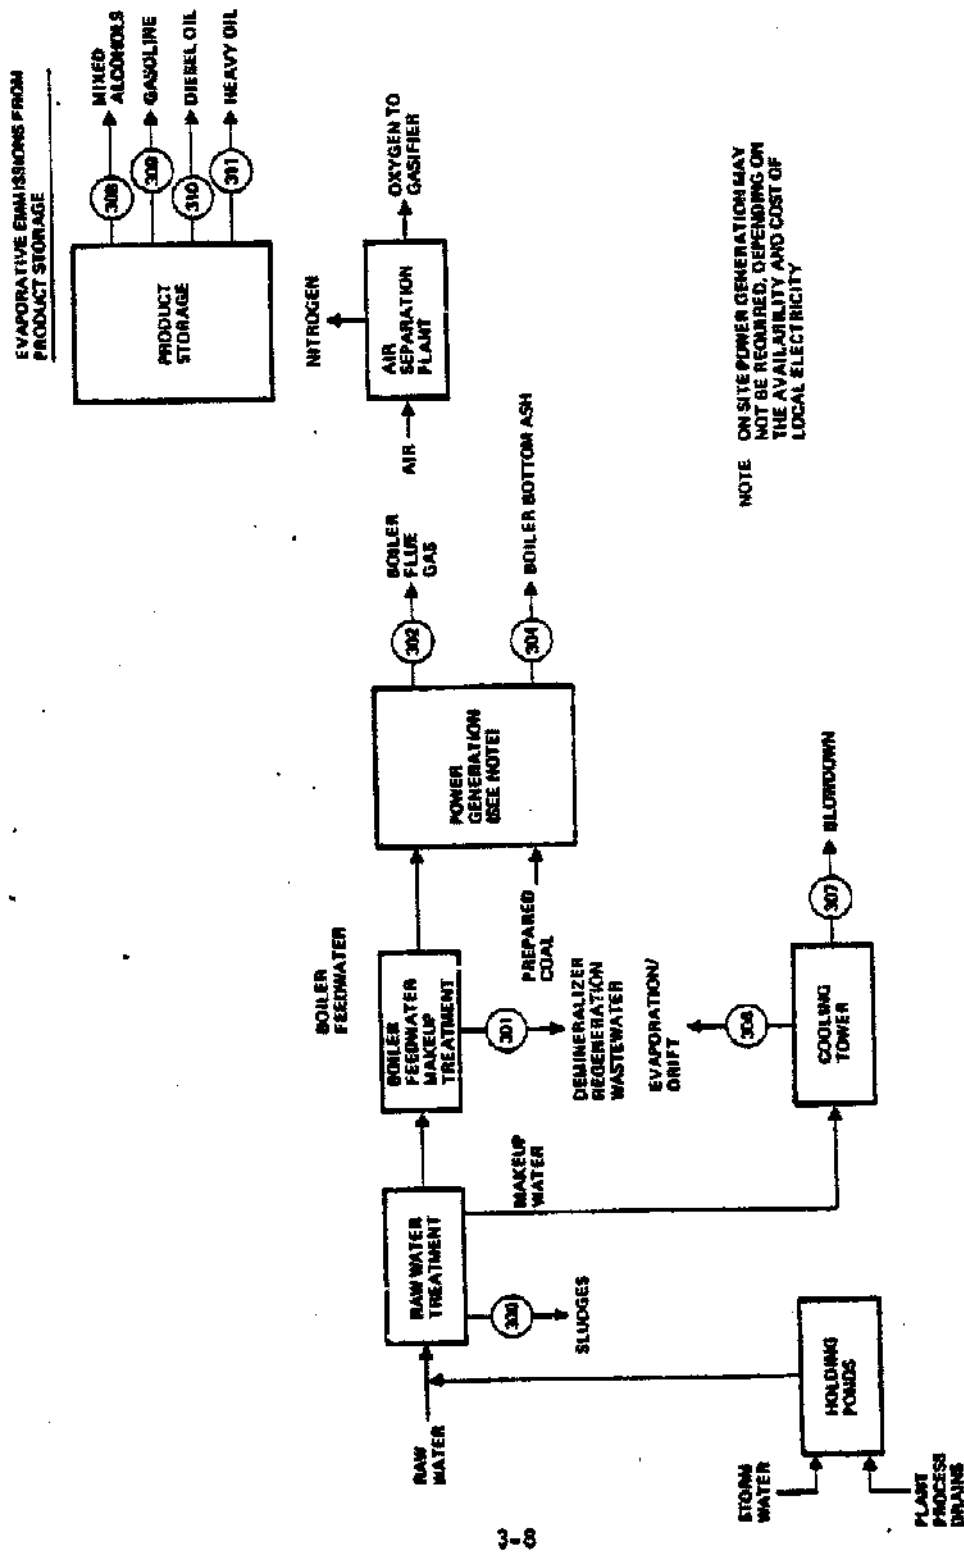 EVAPORATIVE EMMISSIONS FROM
PRODUCT STORAGE
PRODUCT
STORAGE
308
MIXED
ALCOHOLS
309
GASOLINE
310
DIESEL OIL
311
HEAVY OIL
NITROGEN
AIR
AIR
SEPARATION
PLANT
OXYGEN TO
GASIFIER
RAW
WATER
RAW WATER
TREATMENT
SLUDGES
BOILER
FEEDWATER
MAKEUP
TREATMENT
BOILER
FEEDWATER
301
DEMINERALIZER
REGENERATION
WASTEWATER
PREPARED
COAL
POWER
GENERATION
(SEE NOTE)
302
BOILER
FLUE
GAS
304
BOILER BOTTOM ASH
MAKEUP
WATER
EVAPORATION/
DRIFT
COOLING
TOWER
307
BLOWDOWN
STORM
WATER
PLANT
PROCESS
DRAINS
HOLDING
PONDS
NOTE ON SITE POWER GENERATION MAY
NOT BE REQUIRED, DEPENDING ON
THE AVAILABILITY AND COST OF
LOCAL ELECTRICITY
3-8